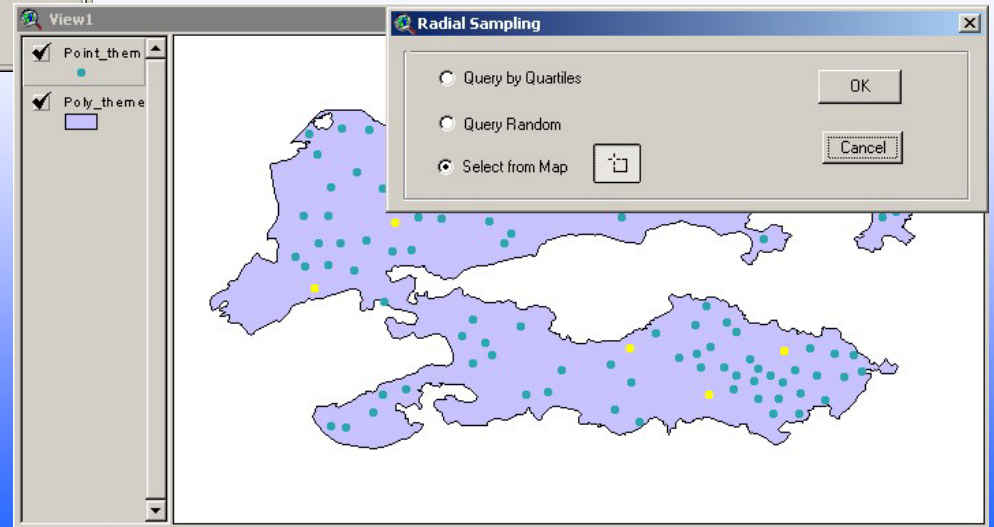 View1
Point_them
Poly_theme
Radial Sampling
Query by Quartiles
Query Random
Select from Map
OK
Cancel